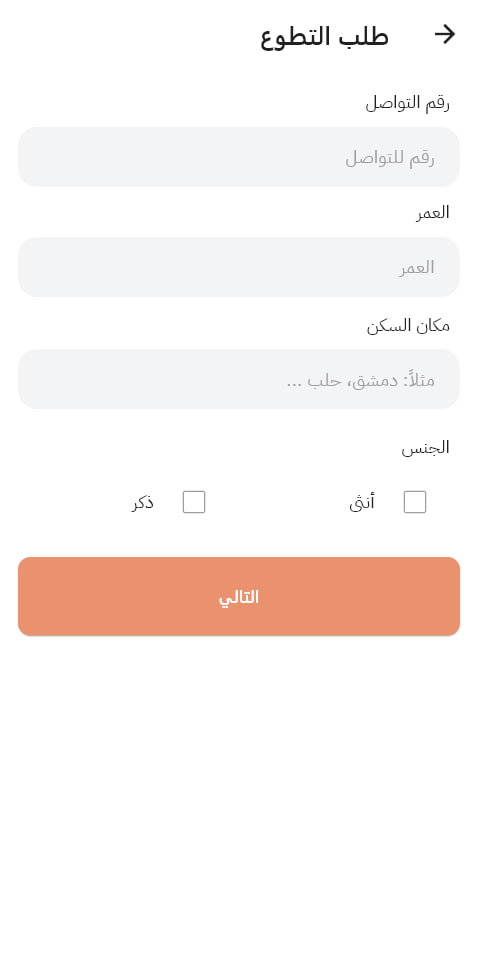 طلب التطوع
رقم التواصل
رقم للتواصل
العمر
العمر
مكان السكن
مثلاً: دمشق، حلب ...
الجنس
أنثى
ذكر
التالي